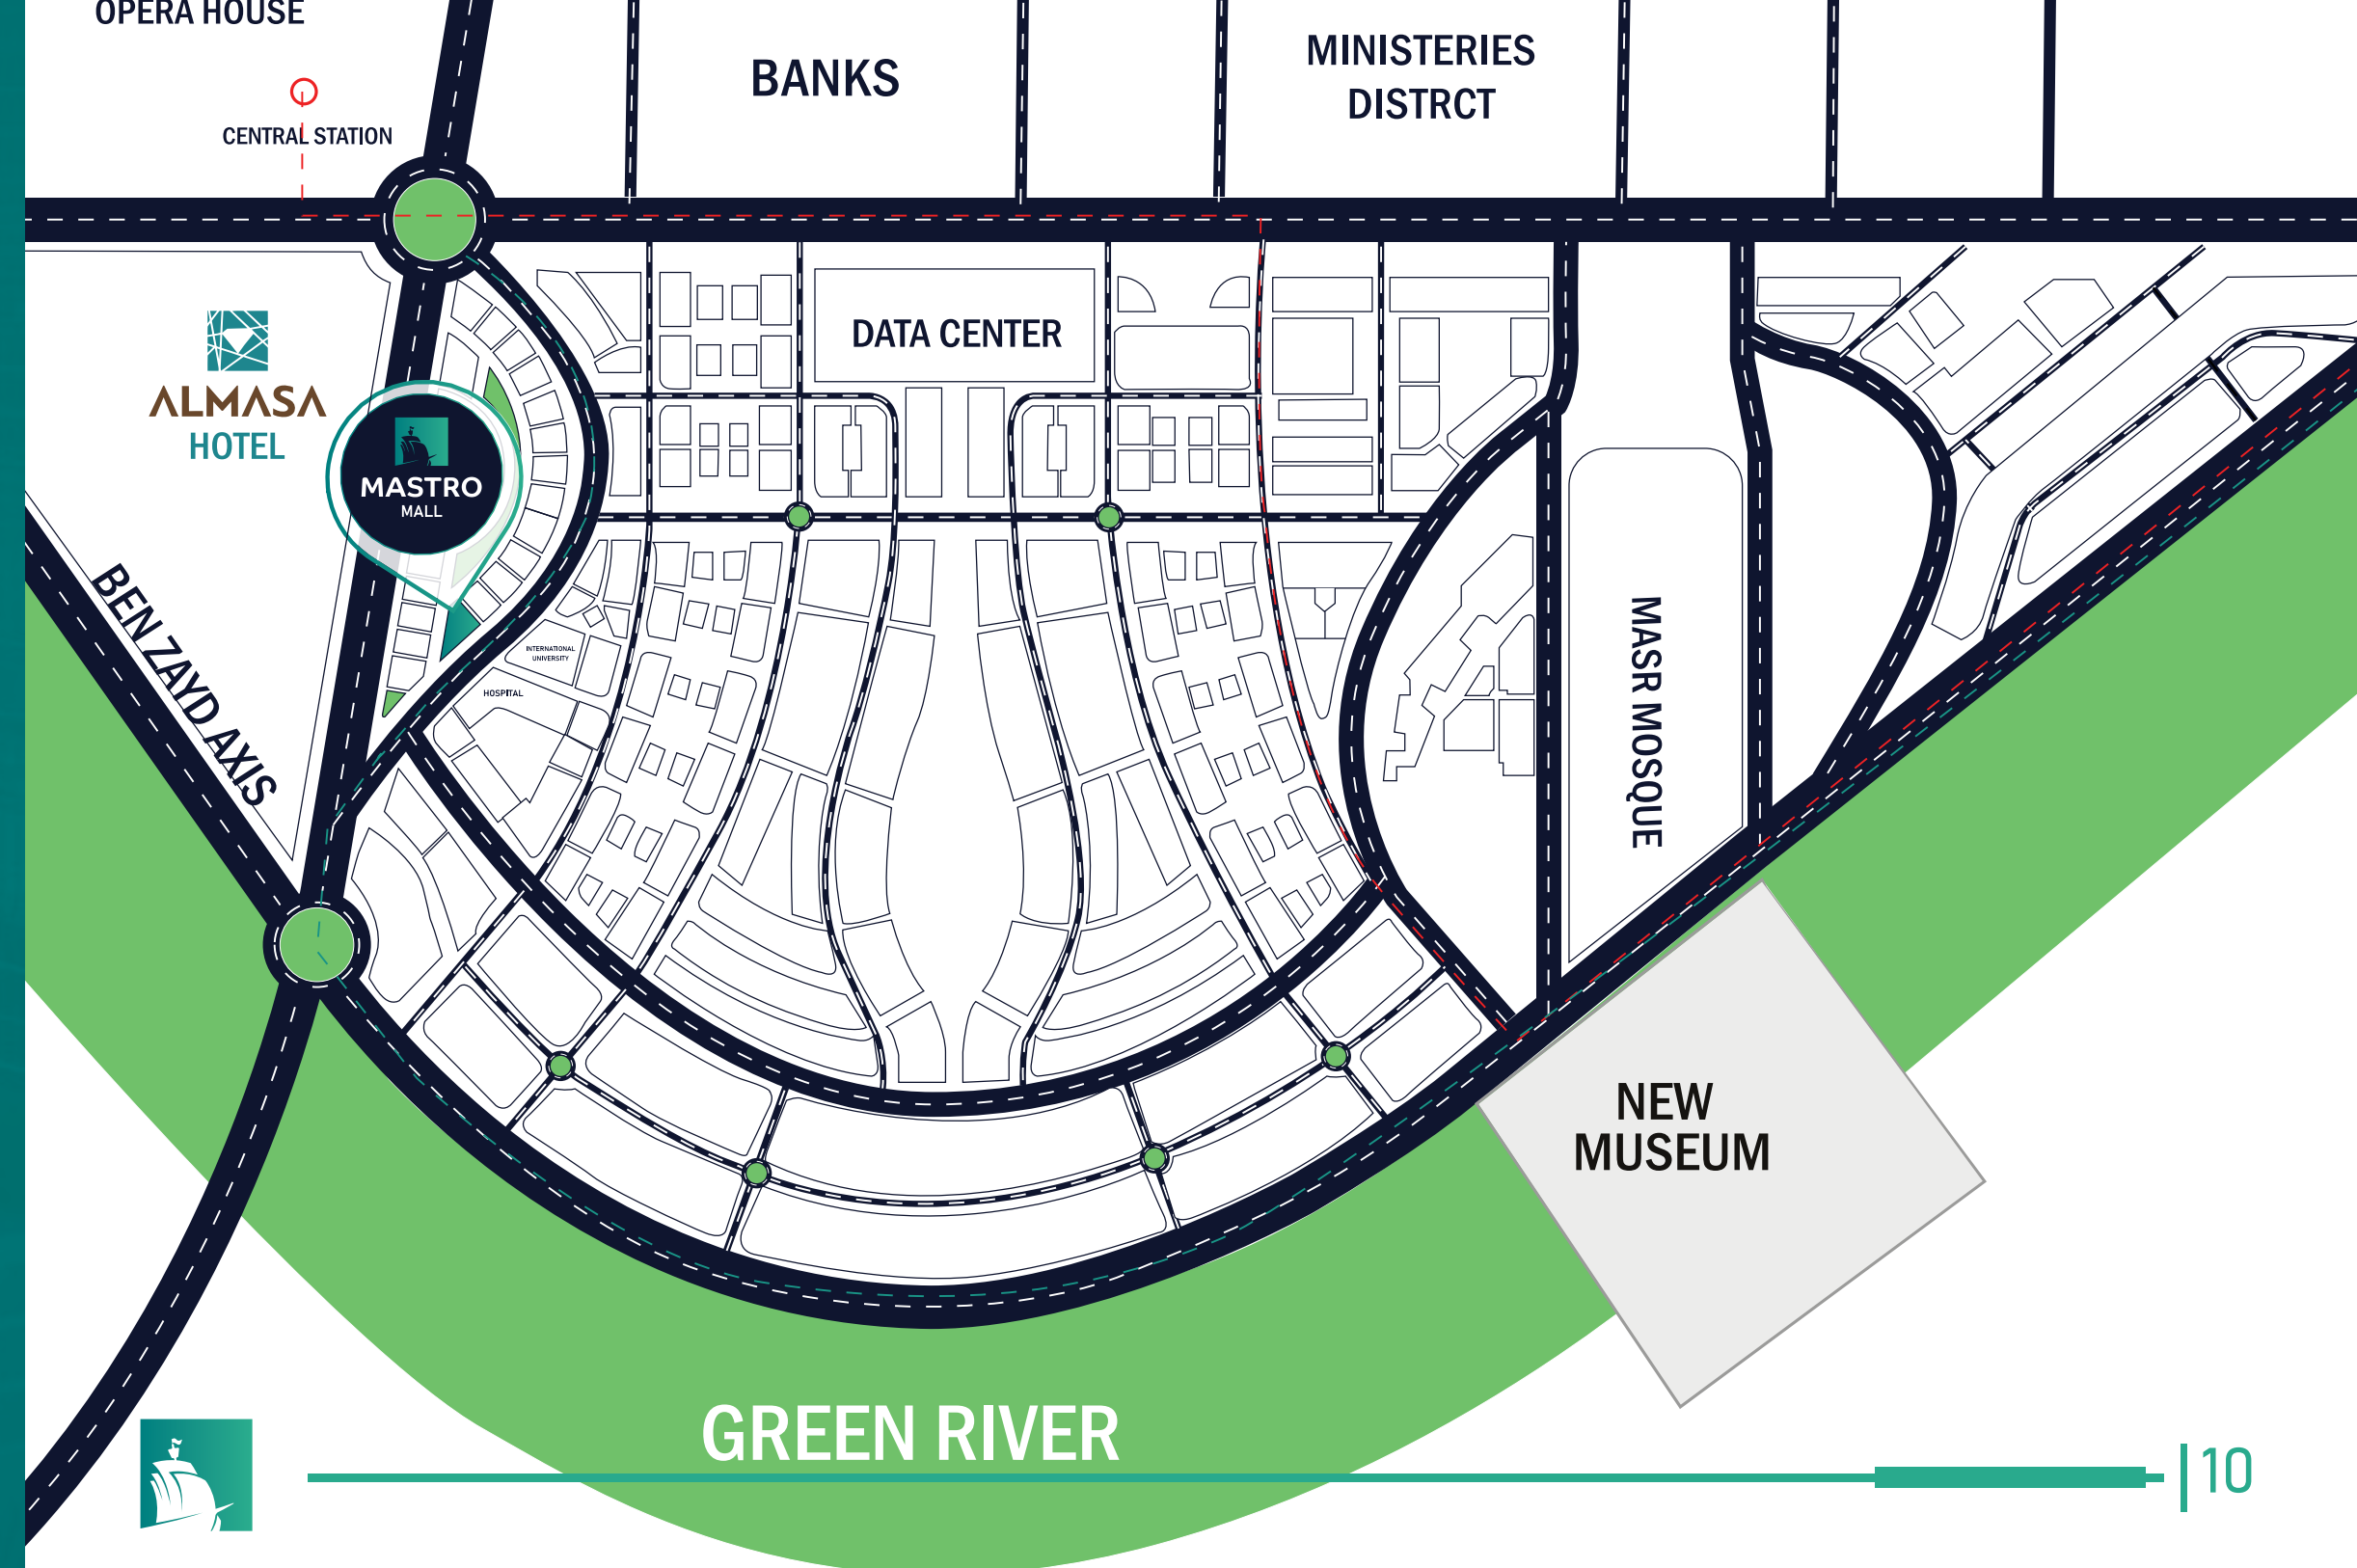 OPERA HOUSE
CENTRAL STATION
BANKS
MINISTERIES
DISTRCT
ALMASA
HOTEL
MASTRO
MALL
DATA CENTER
BEN ZAYD AXIS
INTERNATIONAL
UNIVERSITY
HOSPITAL
MASR MOSQUE
NEW
MUSEUM
GREEN RIVER
10